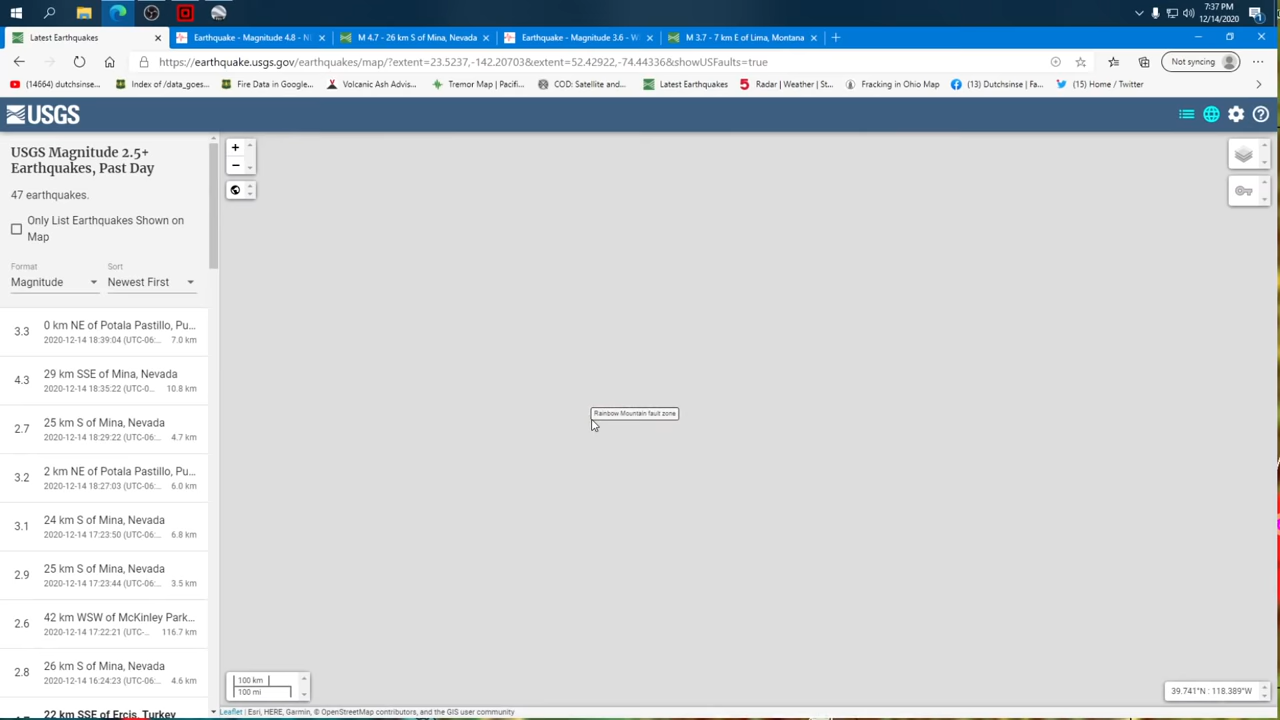 7:37 PM
12/14/2020
1
Latest Earthquakes
Earthquake - Magnitude 4.8 - N
M 4.7 - 26 km S of Mina, Nevada
Earthquake - Magnitude 3.6 - W
M 3.7 - 7 km E of Lima, Montana
https://earthquake.usgs.gov/earthquakes/map/?extent=23.5237,-142.20703&extent=52.42922,-74.44336&showUSFaults=true
Not syncing
(14664) dutchsinse...
Index of /data_goes...
Fire Data in Google...
Volcanic Ash Advis...
Tremor Map | Pacifi...
COD: Satellite and...
Latest Earthquakes
Radar | Weather | St...
Fracking in Ohio Map
(13) Dutchsinse | Fa...
(15) Home / Twitter
USGS
USGS Magnitude 2.5+
Earthquakes, Past Day
47 earthquakes.
Only List Earthquakes Shown on
Map
Format
Sort
Magnitude
Newest First
3.3
0 km NE of Potala Pastillo, Pu...
2020-12-14 18:39:04 (UTC-06:...
7.0 km
4.3
29 km SSE of Mina, Nevada
2020-12-14 18:35:22 (UTC-0...
10.8 km
2.7
25 km S of Mina, Nevada
2020-12-14 18:29:22 (UTC-06:...
4.7 km
3.2
2 km NE of Potala Pastillo, Pu...
2020-12-14 18:27:03 (UTC-06:...
6.0 km
3.1
24 km S of Mina, Nevada
2020-12-14 17:23:50 (UTC-06:...
6.8 km
2.9
25 km S of Mina, Nevada
2020-12-14 17:23:44 (UTC-06:...
3.5 km
2.6
42 km WSW of McKinley Park...
2020-12-14 17:22:21 (UTC-...
116.7 km
2.8
26 km S of Mina, Nevada
2020-12-14 16:24:23 (UTC-06:...
4.6 km
22 km SSE of Ercis, Turkey
+
−
Rainbow Mountain fault zone
100 km
100 mi
39.741°N : 118.389°W
Leaflet | Esri, HERE, Garmin, © OpenStreetMap contributors, and the GIS user community